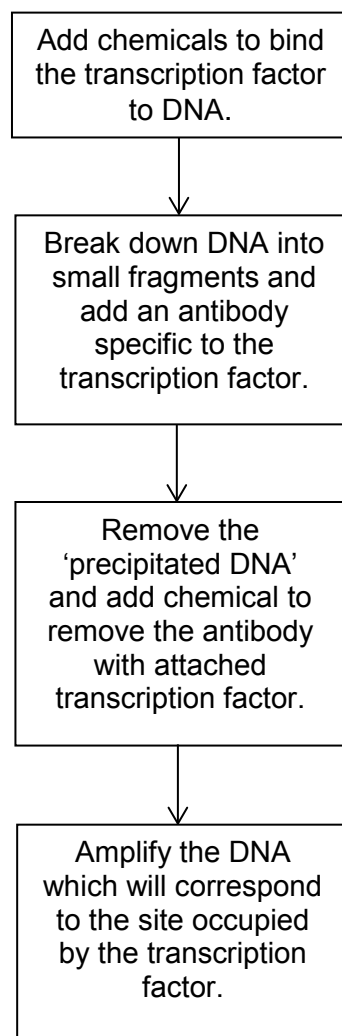 Add chemicals to bind
the transcription factor
to DNA.
Break down DNA into
small fragments and
add an antibody
specific to the
transcription factor.
Remove the
‘precipitated DNA’
and add chemical to
remove the antibody
with attached
transcription factor.
Amplify the DNA
which will correspond
to the site occupied
by the transcription
factor.